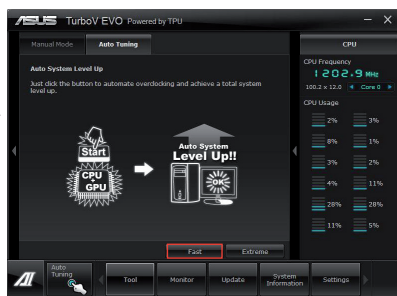 ASUS TurboV EVO Powered by TPU
Manual Mode Auto Tuning
Auto System Level Up
Just click the button to automate overclocking and achieve a total system
level up.
Start
CPU
+
GPU
Auto System
Level Up!!
OK
Fast Extreme
CPU
CPU Frequency
1202.9 MHz
100.2 x 12.0 Core 0
CPU Usage
2% 3%
8% 1%
3% 2%
4% 11%
28% 28%
11% 5%
AI
Auto
Tuning
Tool Monitor Update System
Information Settings